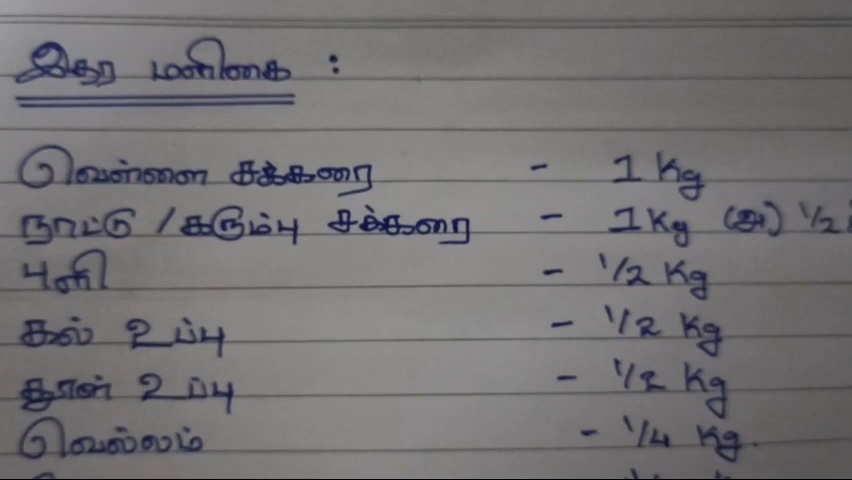 இதர மளிகை :
வெள்ளை சக்கரை - 1 Kg
நாட்டு / கரும்பு சக்கரை - 1 Kg (அ) 1/2
புளி - 1/2 Kg
கல் உப்பு - 1/2 Kg
தூள் உப்பு - 1/2 Kg
வெல்லம் - 1/4 Kg.